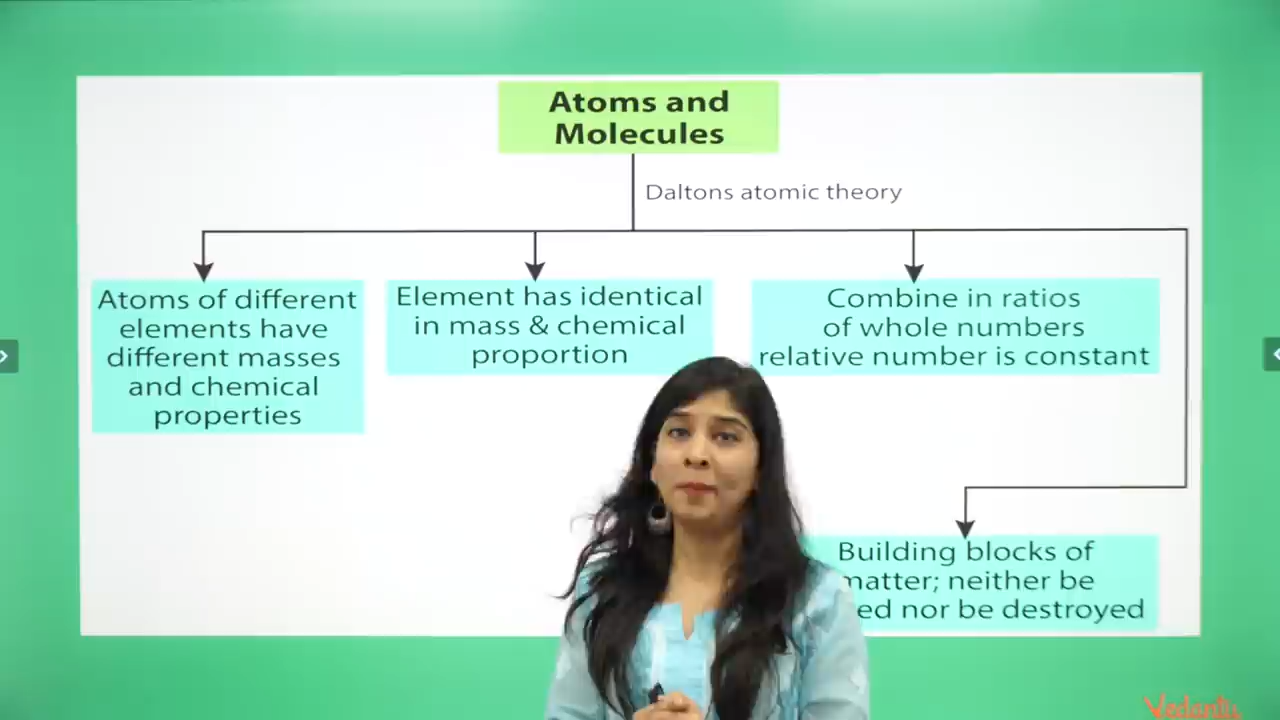 Atoms and
Molecules
Daltons atomic theory
Atoms of different
elements have
different masses
and chemical
properties
Element has identical
in mass & chemical
proportion
Combine in ratios
of whole numbers
relative number is constant
Building blocks of
matter; neither be
nor be destroyed
Vedantu